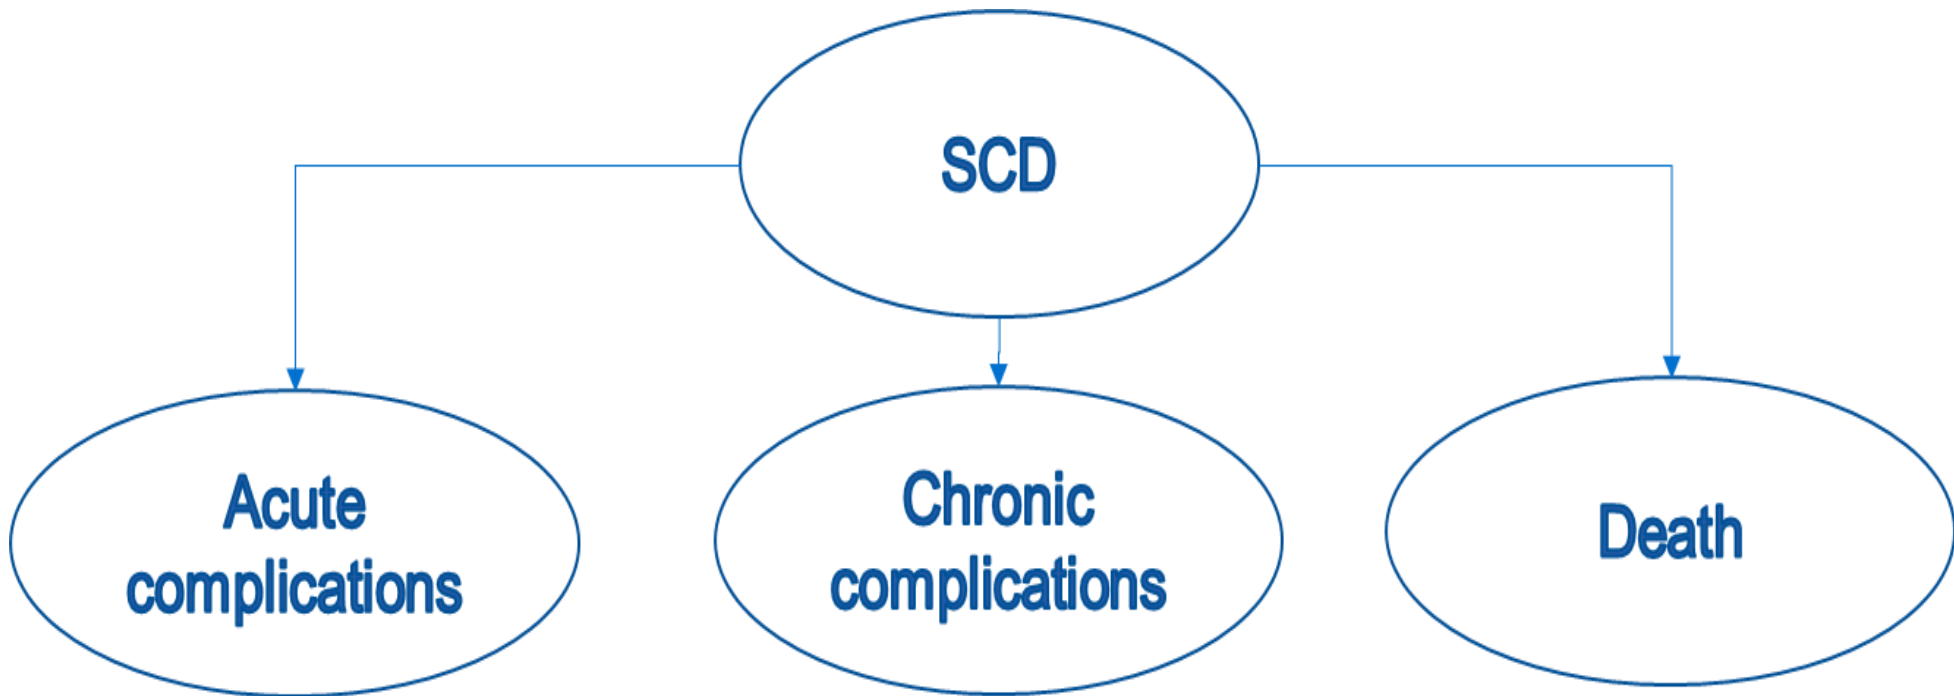 SCD
Acute
complications
Chronic
complications
Death